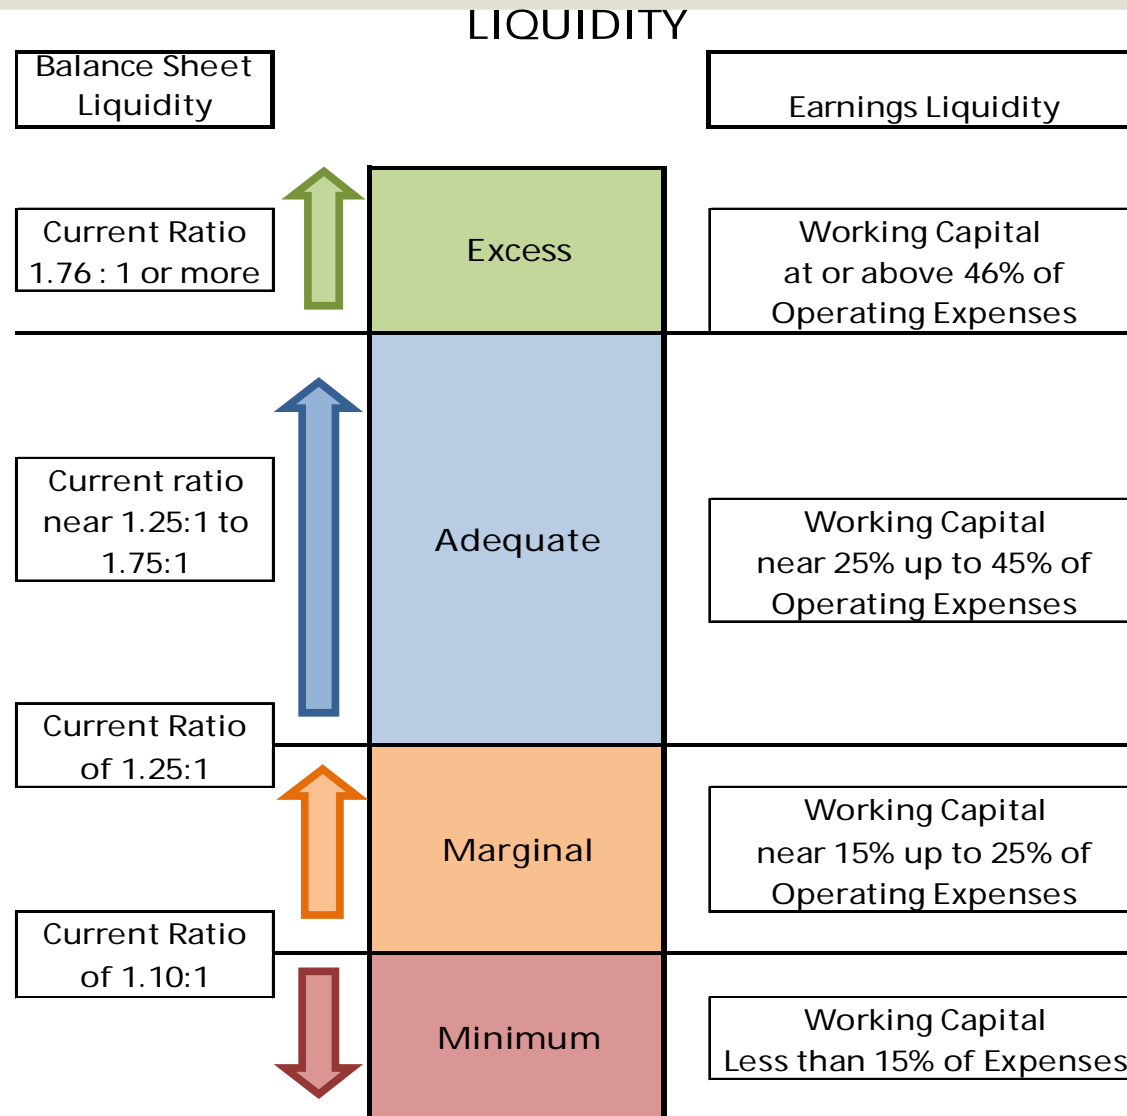 LIQUIDITY
Balance Sheet
Liquidity
Earnings Liquidity
Current Ratio
1.76 : 1 or more
Excess
Working Capital
at or above 46% of
Operating Expenses
Current ratio
near 1.25:1 to
1.75:1
Adequate
Working Capital
near 25% up to 45% of
Operating Expenses
Current Ratio
of 1.25:1
Marginal
Working Capital
near 15% up to 25% of
Operating Expenses
Current Ratio
of 1.10:1
Minimum
Working Capital
Less than 15% of Expenses